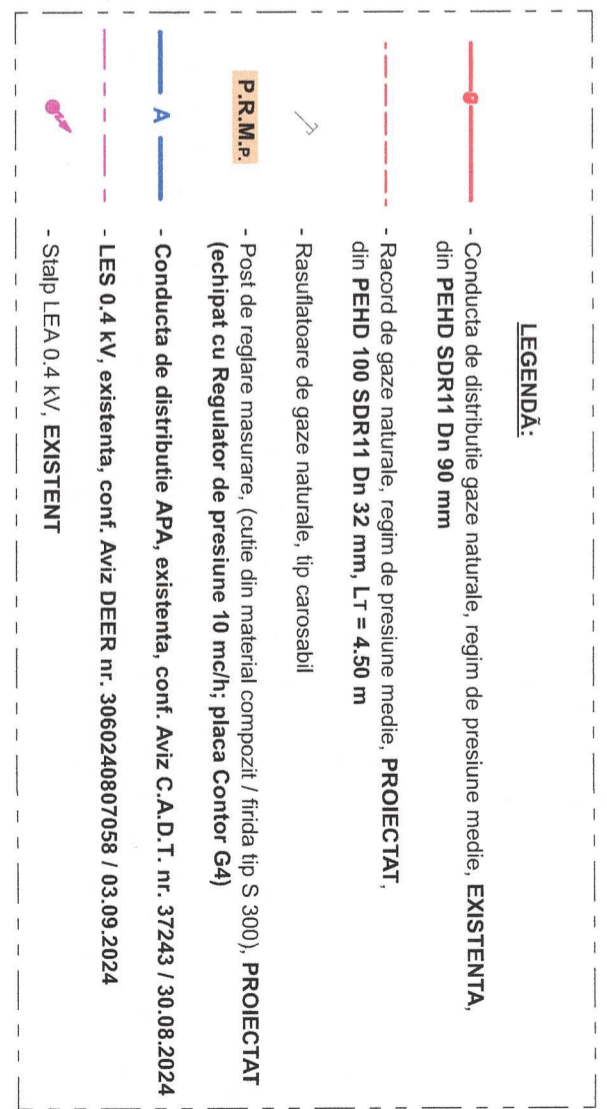 LEGENDĂ:
g - Conducta de distributie gaze naturale, regim de presiune medie, EXISTENTA,
din PEHD SDR11 Dn 90 mm
- Racord de gaze naturale, regim de presiune medie, PROIECTAT,
din PEHD 100 SDR11 Dn 32 mm, LT = 4.50 m
- Rasuflatoare de gaze naturale, tip carosabil
P.R.M.P. - Post de reglare masurare, (cutie din material compozit / firida tip S 300), PROIECTAT
(echipat cu Regulator de presiune 10 mc/h; placa Contor G4)
A - Conducta de distributie APA, existenta, conf. Aviz C.A.D.T. nr. 37243 / 30.08.2024
- LES 0.4 kV, existenta, conf. Aviz DEER nr. 3060240807058 / 03.09.2024
- Stalp LEA 0.4 kV, EXISTENT